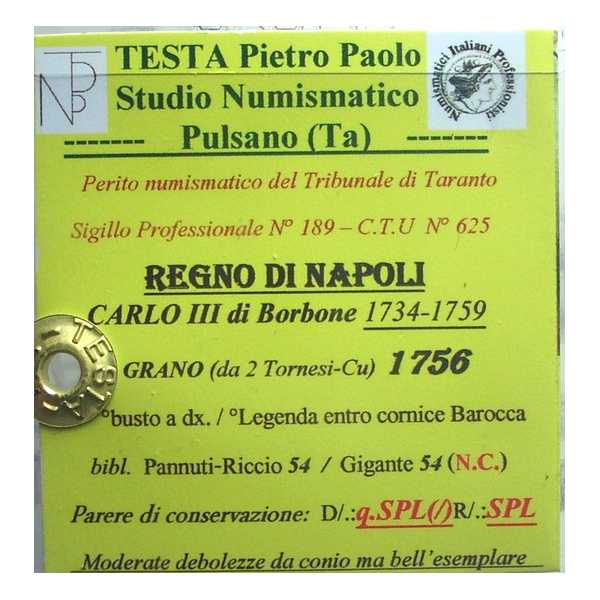 TESTA Pietro Paolo
Studio Numismatico
------- Pulsano (Ta) -------
NPP
Numismatici Italiani Professionisti
Perito numismatico del Tribunale di Taranto
Sigillo Professionale N° 189 – C.T.U N° 625
REGNO DI NAPOLI
CARLO III di Borbone 1734-1759
GRANO (da 2 Tornesi-Cu) 1756
°busto a dx. / °Legenda entro cornice Barocca
bibl. Pannuti-Riccio 54 / Gigante 54 (N.C.)
Parere di conservazione: D/.:q.SPL(/)R/.:SPL
Moderate debolezze da conio ma bell'esemplare
TESTA